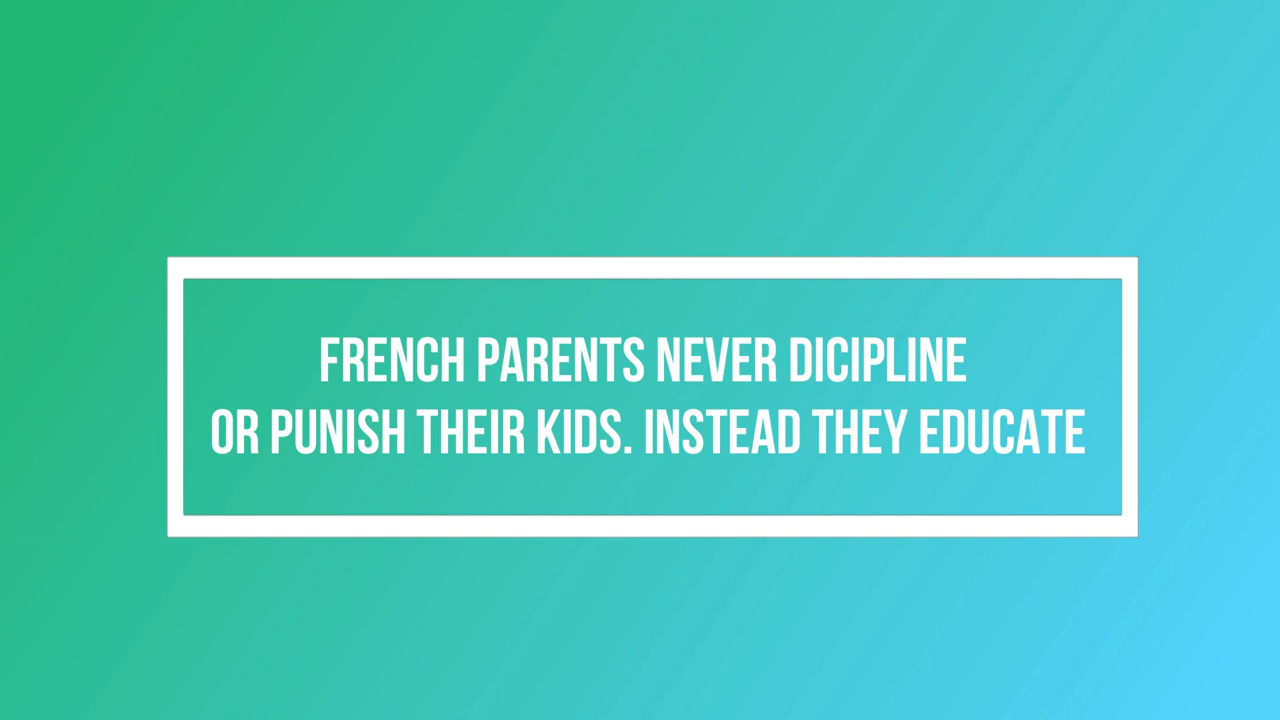 FRENCH PARENTS NEVER DICIPLINE
OR PUNISH THEIR KIDS. INSTEAD THEY EDUCATE